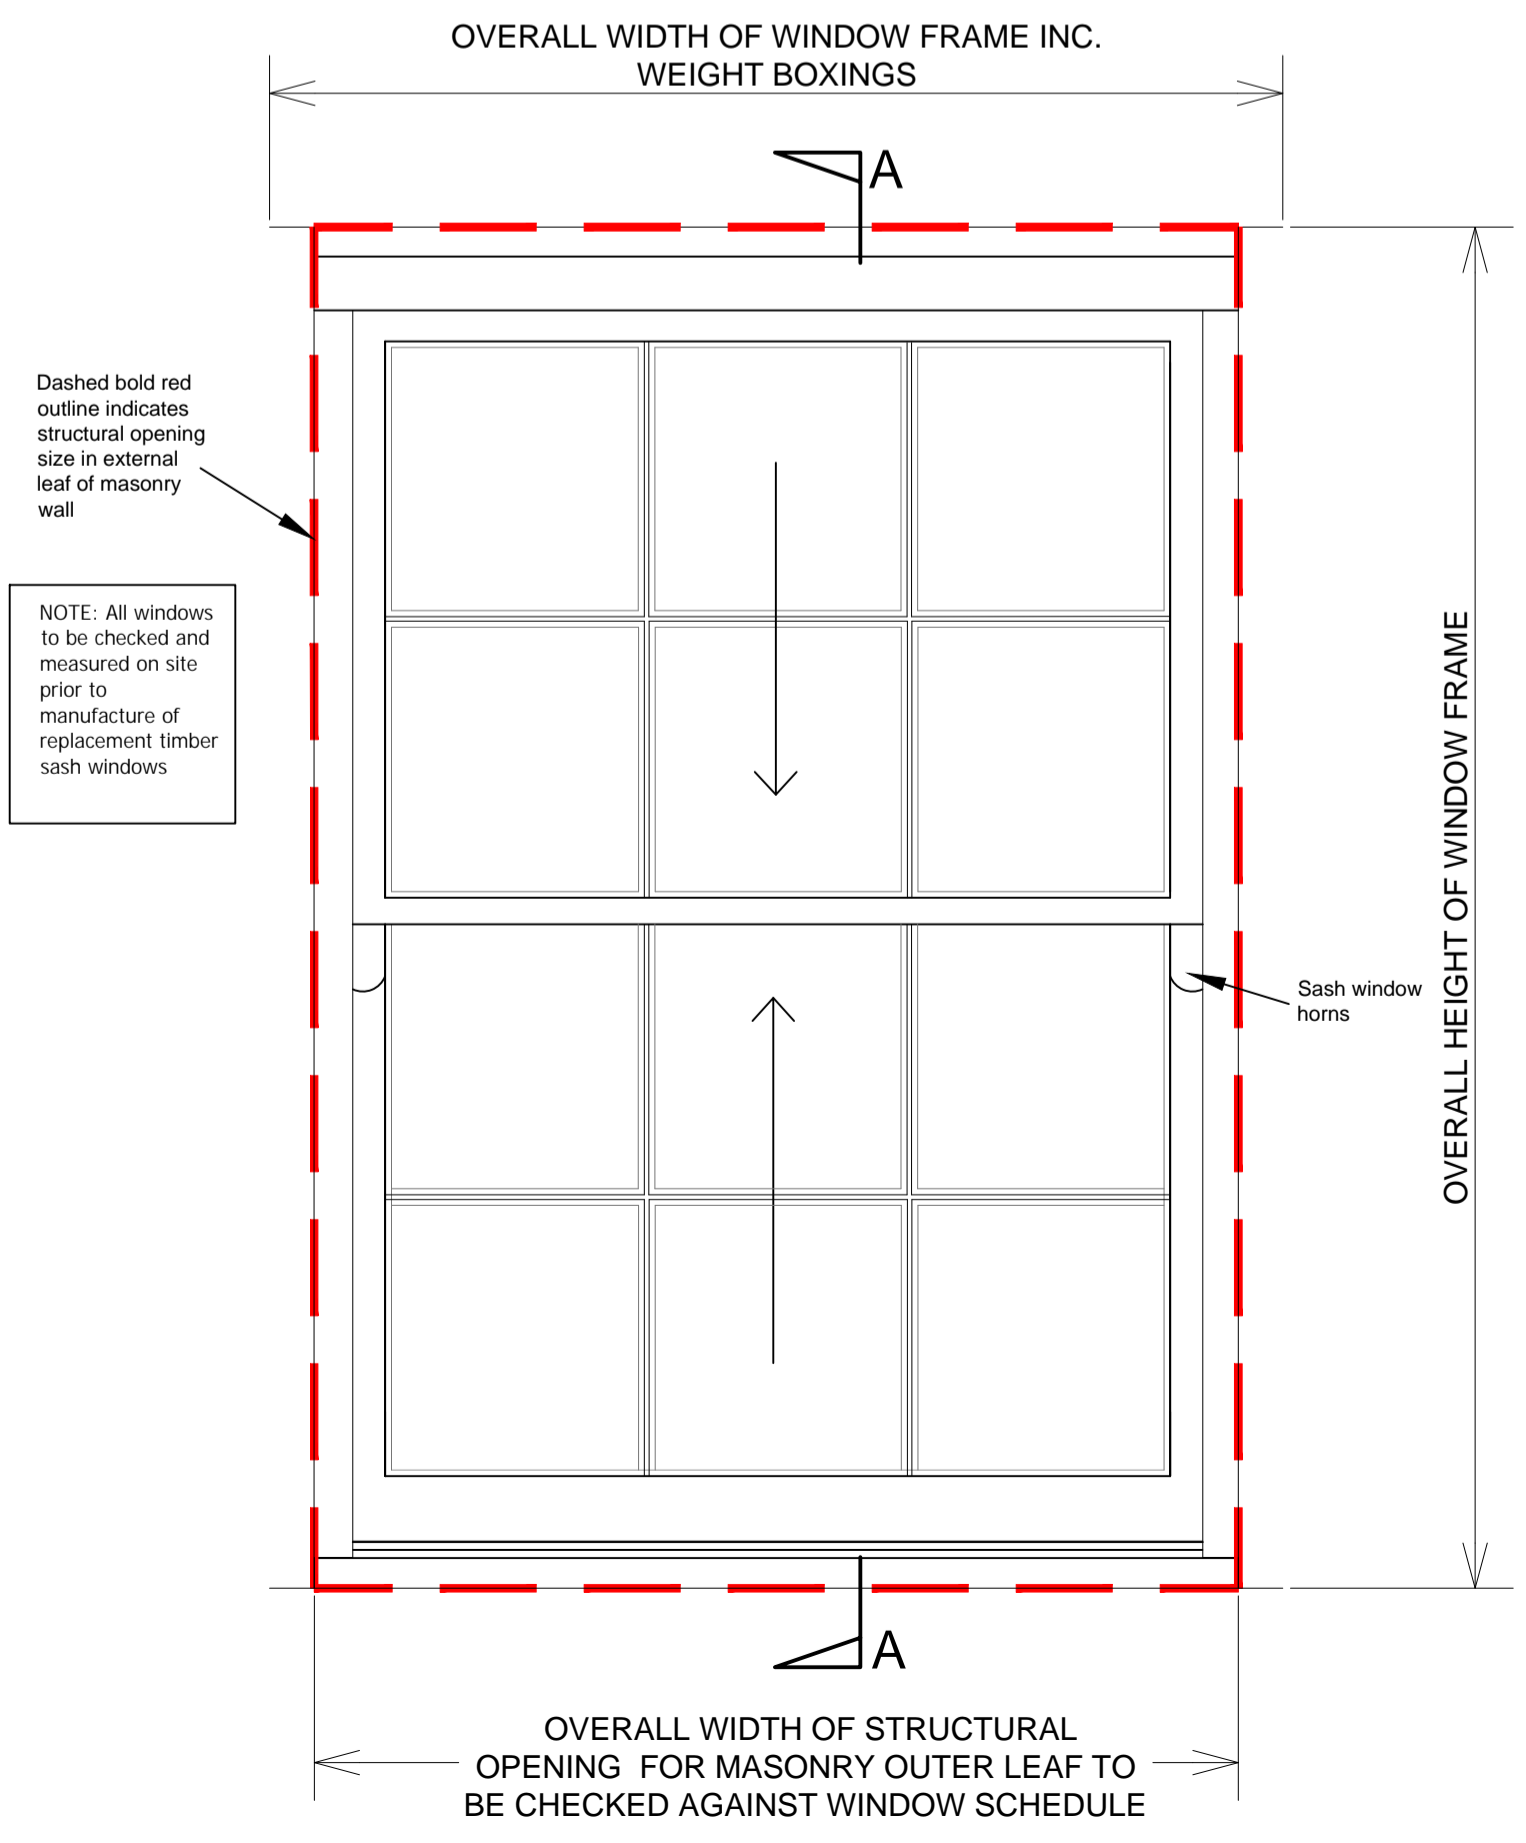 OVERALL WIDTH OF WINDOW FRAME INC.
WEIGHT BOXINGS
A
Dashed bold red
outline indicates
structural opening
size in external
leaf of masonry
wall
NOTE: All windows
to be checked and
measured on site
prior to
manufacture of
replacement timber
sash windows
Sash window
horns
OVERALL HEIGHT OF WINDOW FRAME
A
OVERALL WIDTH OF STRUCTURAL
OPENING FOR MASONRY OUTER LEAF TO
BE CHECKED AGAINST WINDOW SCHEDULE